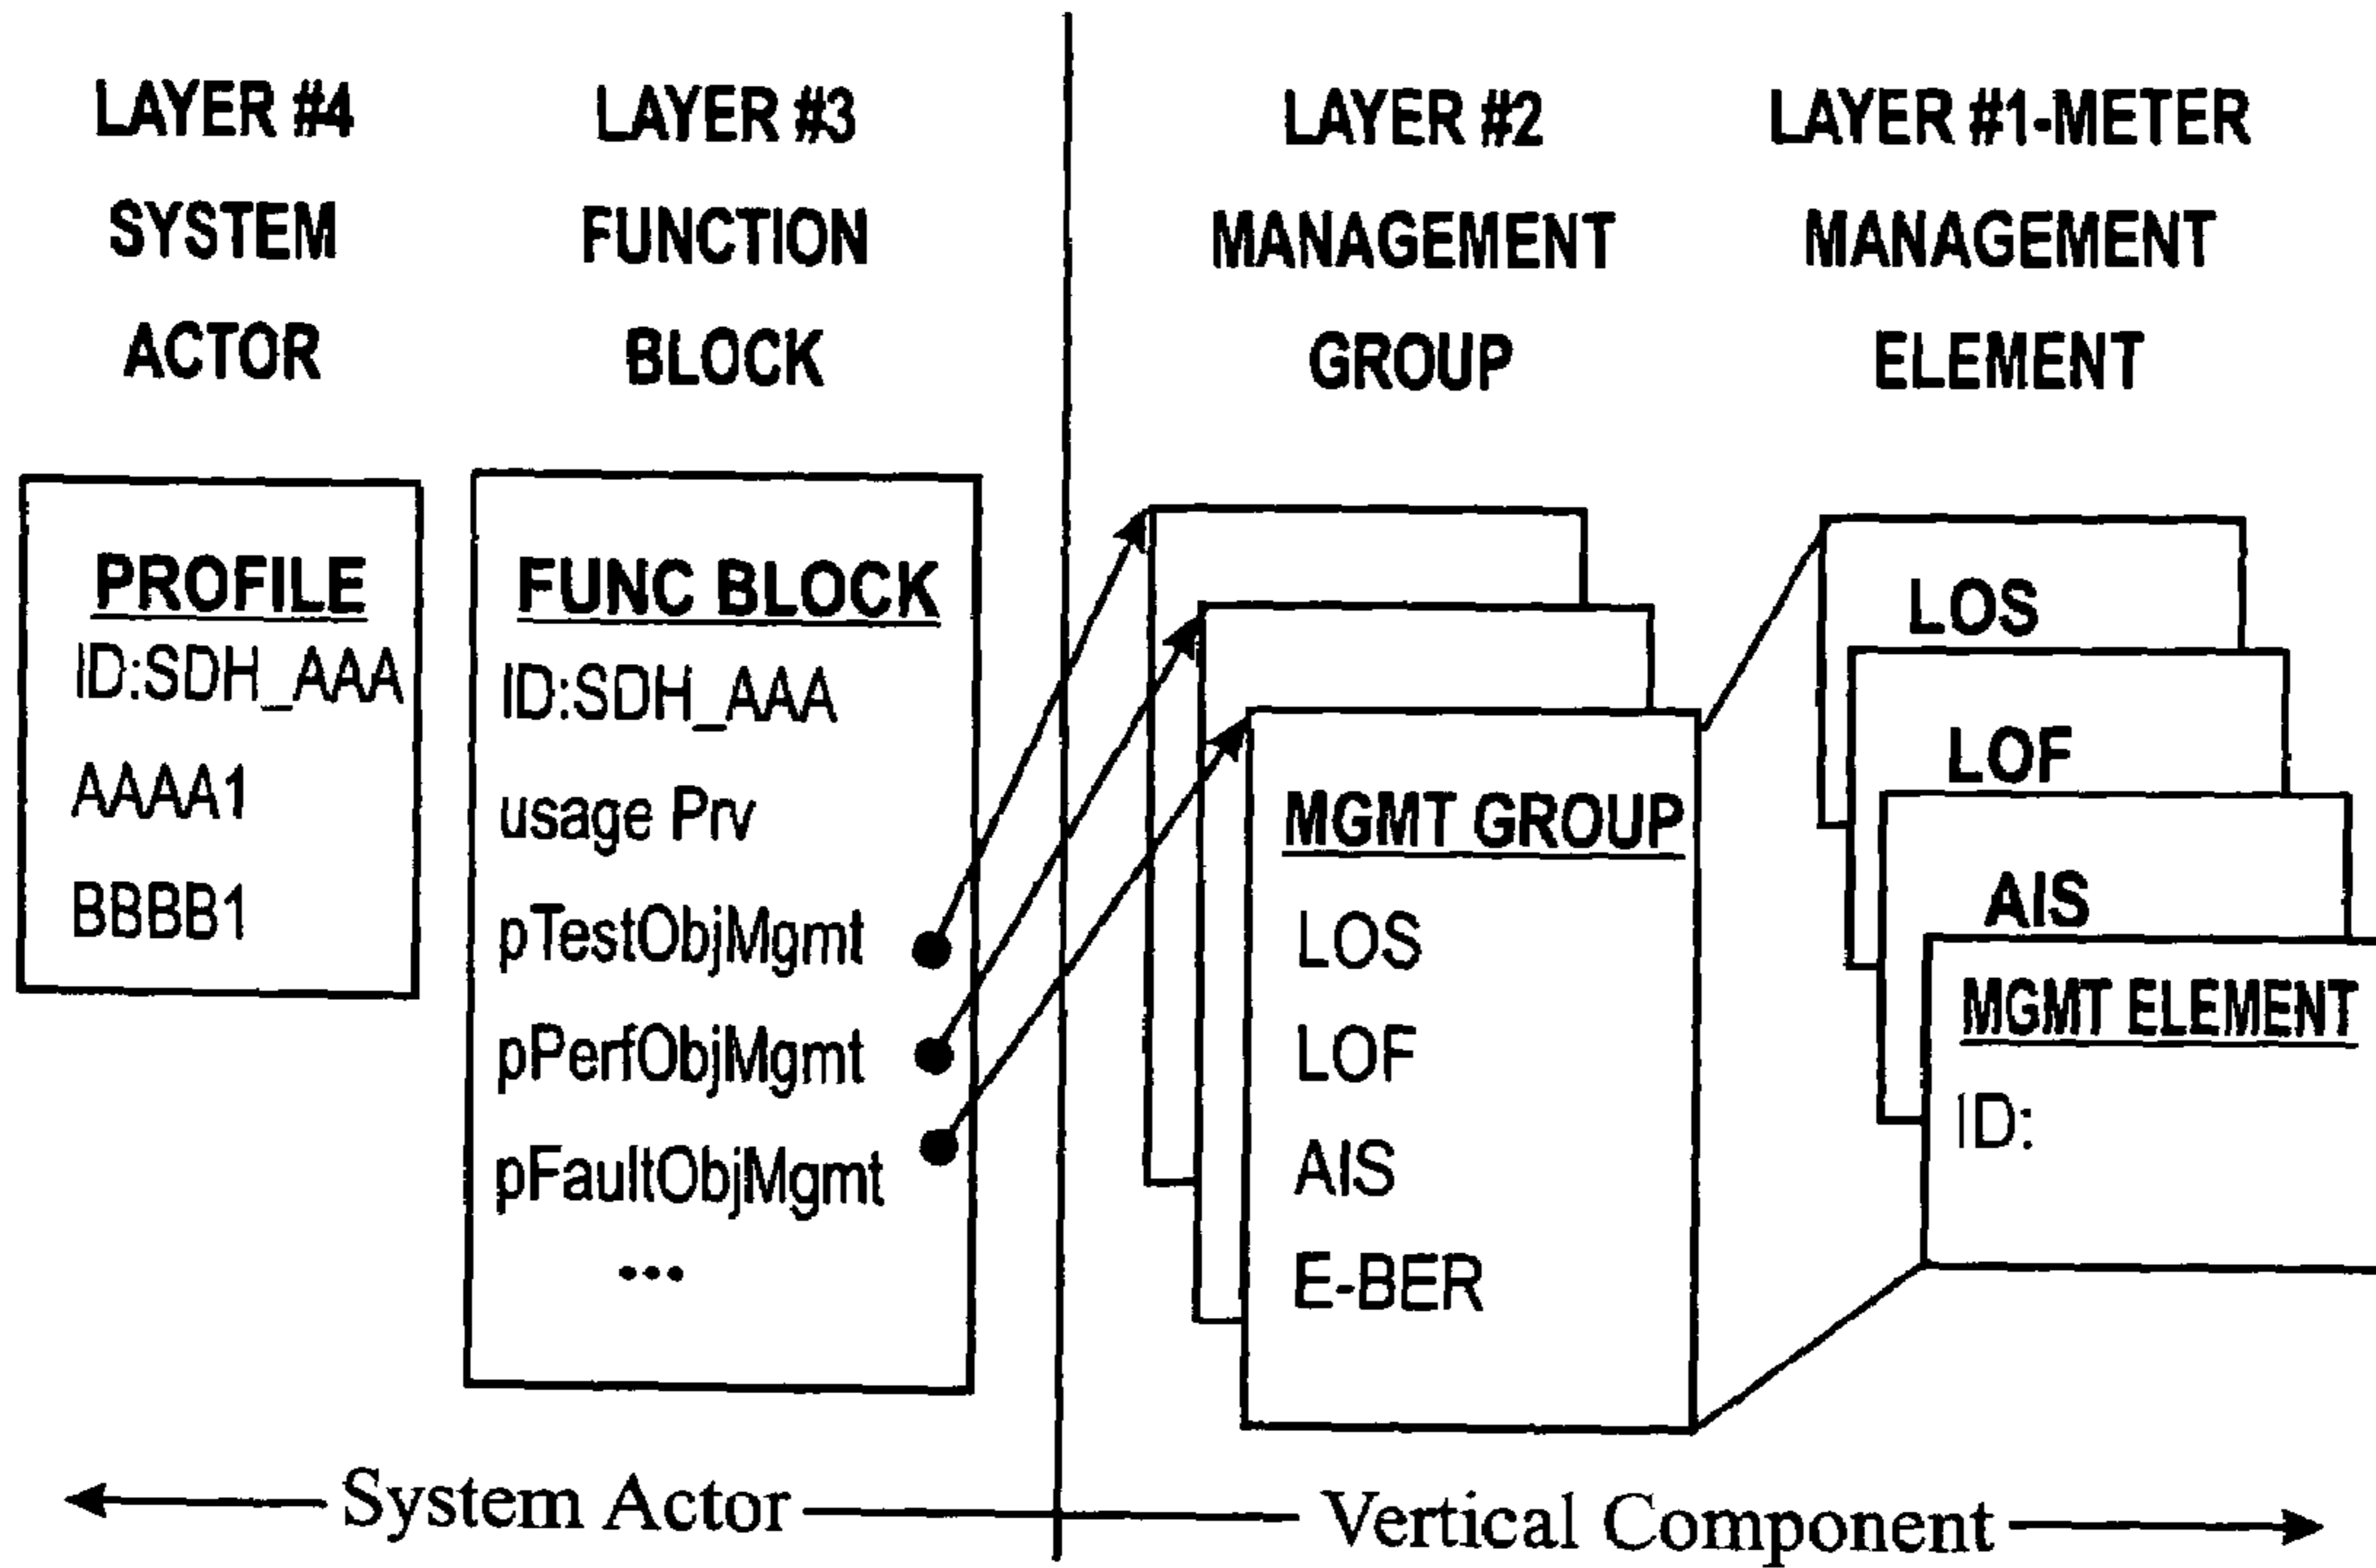 LAYER #4
SYSTEM
ACTOR
LAYER #3
FUNCTION
BLOCK
LAYER #2
MANAGEMENT
GROUP
LAYER #1-METER
MANAGEMENT
ELEMENT
PROFILE
ID:SDH_AAA
AAAA1
BBBB1
FUNC BLOCK
ID:SDH_AAA
usage Prv
pTestObjMgmt
pPerfObjMgmt
pFaultObjMgmt
...
MGMT GROUP
LOS
LOF
AIS
E-BER
LOS
LOF
AIS
MGMT ELEMENT
ID:
System Actor
Vertical Component